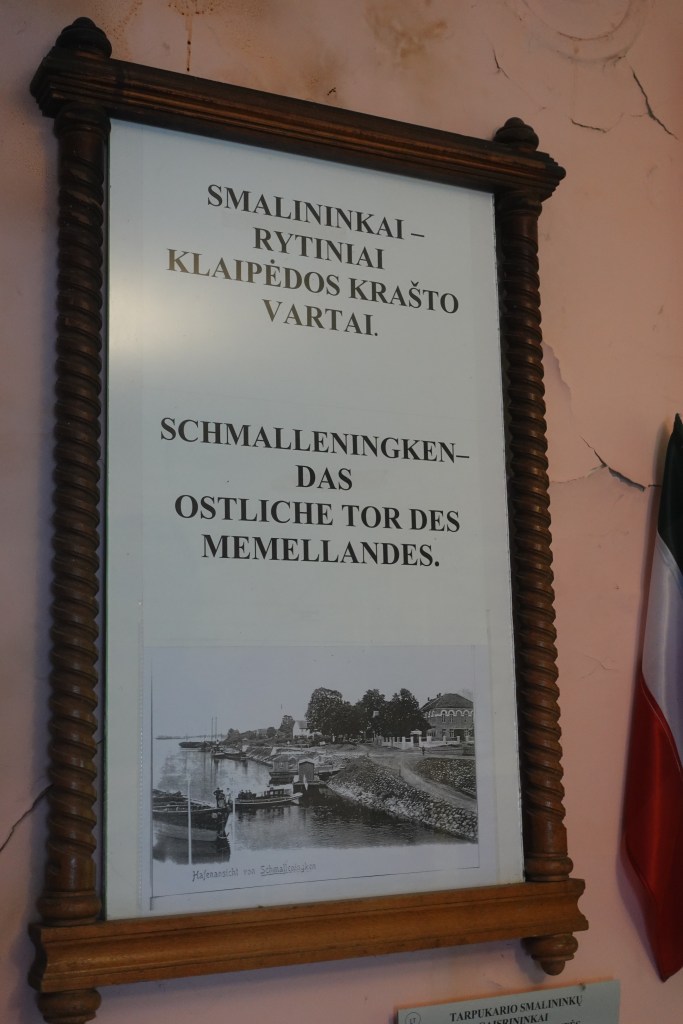 SMALININKAI –
RYTINIAI
KLAIPĖDOS KRAŠTO
VARTAI.
SCHMALLENINGKEN–
DAS
OSTLICHE TOR DES
MEMELLANDES.
Hafenansicht von Schmalleningken
TARPUKARIO SMALININKŲ